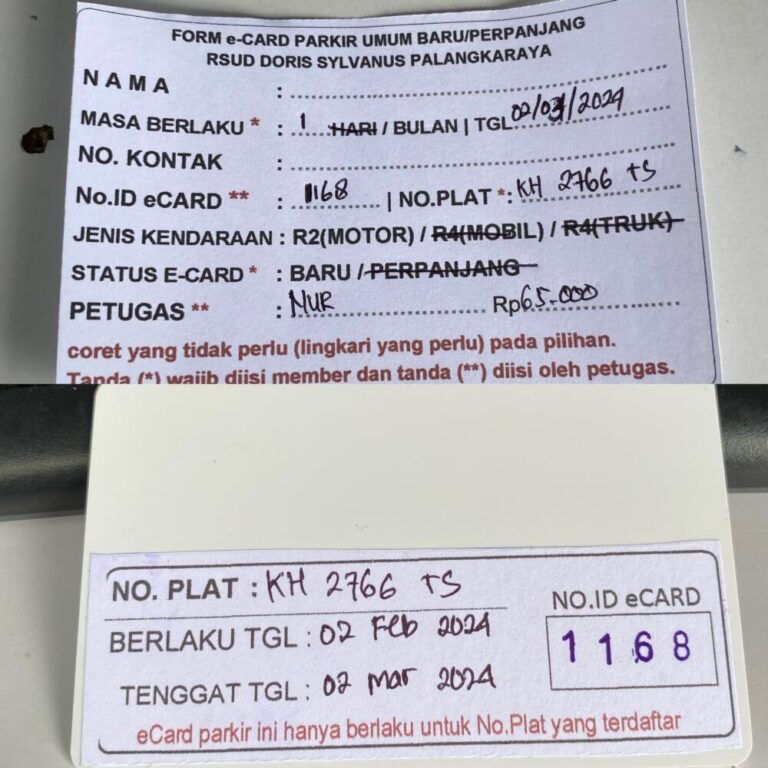 FORM e-CARD PARKIR UMUM BARU/PERPANJANG
RSUD DORIS SYLVANUS PALANGKARAYA
NAMA :
MASA BERLAKU * : 1 HARI / BULAN | TGL 02/03/2024
NO. KONTAK :
No.ID eCARD ** : 1168 | NO.PLAT *: KH 2766 TS
JENIS KENDARAAN : R2(MOTOR) / R4(MOBIL) / R4(TRUK)
STATUS E-CARD * : BARU / PERPANJANG
PETUGAS ** : NUR Rp65.000
coret yang tidak perlu (lingkari yang perlu) pada pilihan.
Tanda (*) wajib diisi member dan tanda (**) diisi oleh petugas.
NO. PLAT : KH 2766 TS
BERLAKU TGL : 02 Feb 2024
TENGGAT TGL : 02 mar 2024
NO.ID eCARD
1168
eCard parkir ini hanya berlaku untuk No.Plat yang terdaftar